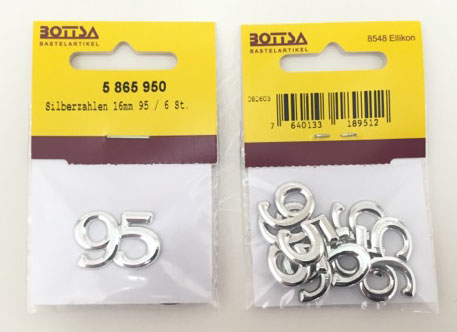 BOTTSA
BASTELARTIKEL
5 865 950
Silberzahlen 16mm 95 / 6 St.
95
BOTTSA
BASTELARTIKEL
8548 Ellikon
7 640133 189512